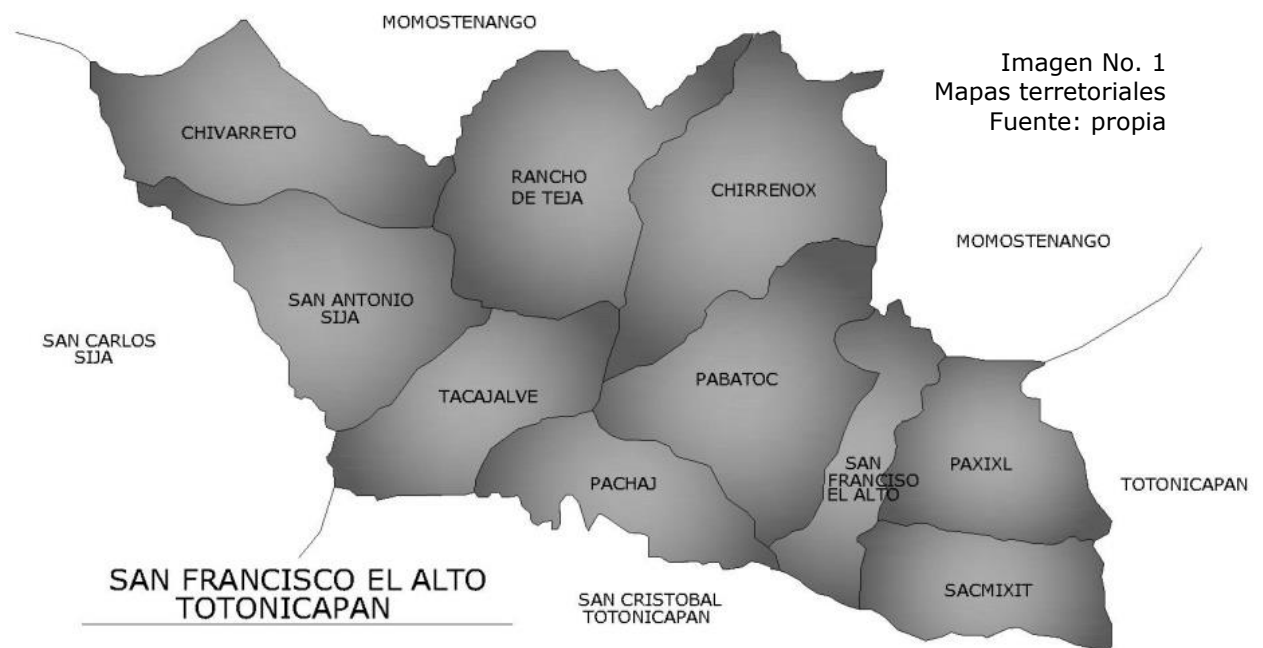 MOMOSTENANGO
Imagen No. 1
Mapas terretoriales
Fuente: propia
CHIVARRETO
RANCHO
DE TEJA
CHIRRENOX
MOMOSTENANGO
SAN ANTONIO
SIJA
SAN CARLOS
SIJA
TACAJALVE
PABATOC
SAN
FRANCISO
EL ALTO
PAXIXL
TOTONICAPAN
PACHAJ
SACMIXIT
SAN FRANCISCO EL ALTO
TOTONICAPAN
SAN CRISTOBAL
TOTONICAPAN